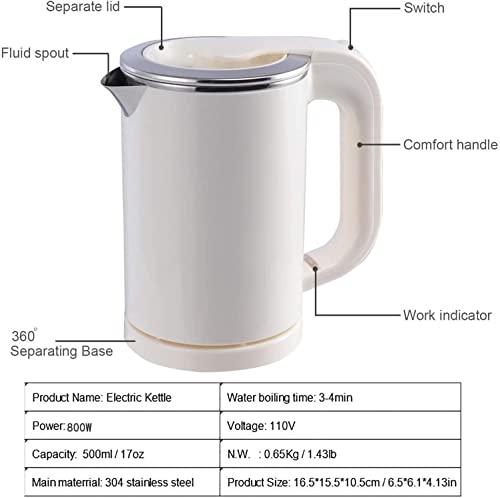 Separate lid
Switch
Fluid spout
Comfort handle
Work indicator
360°
Separating Base
Product Name: Electric Kettle
Water boiling time: 3-4min
Power:800W
Voltage: 110V
Capacity: 500ml / 17oz
N.W. : 0.65Kg / 1.43lb
Main materrial: 304 stainless steel
Product Size: 16.5*15.5*10.5cm / 6.5*6.1*4.13in